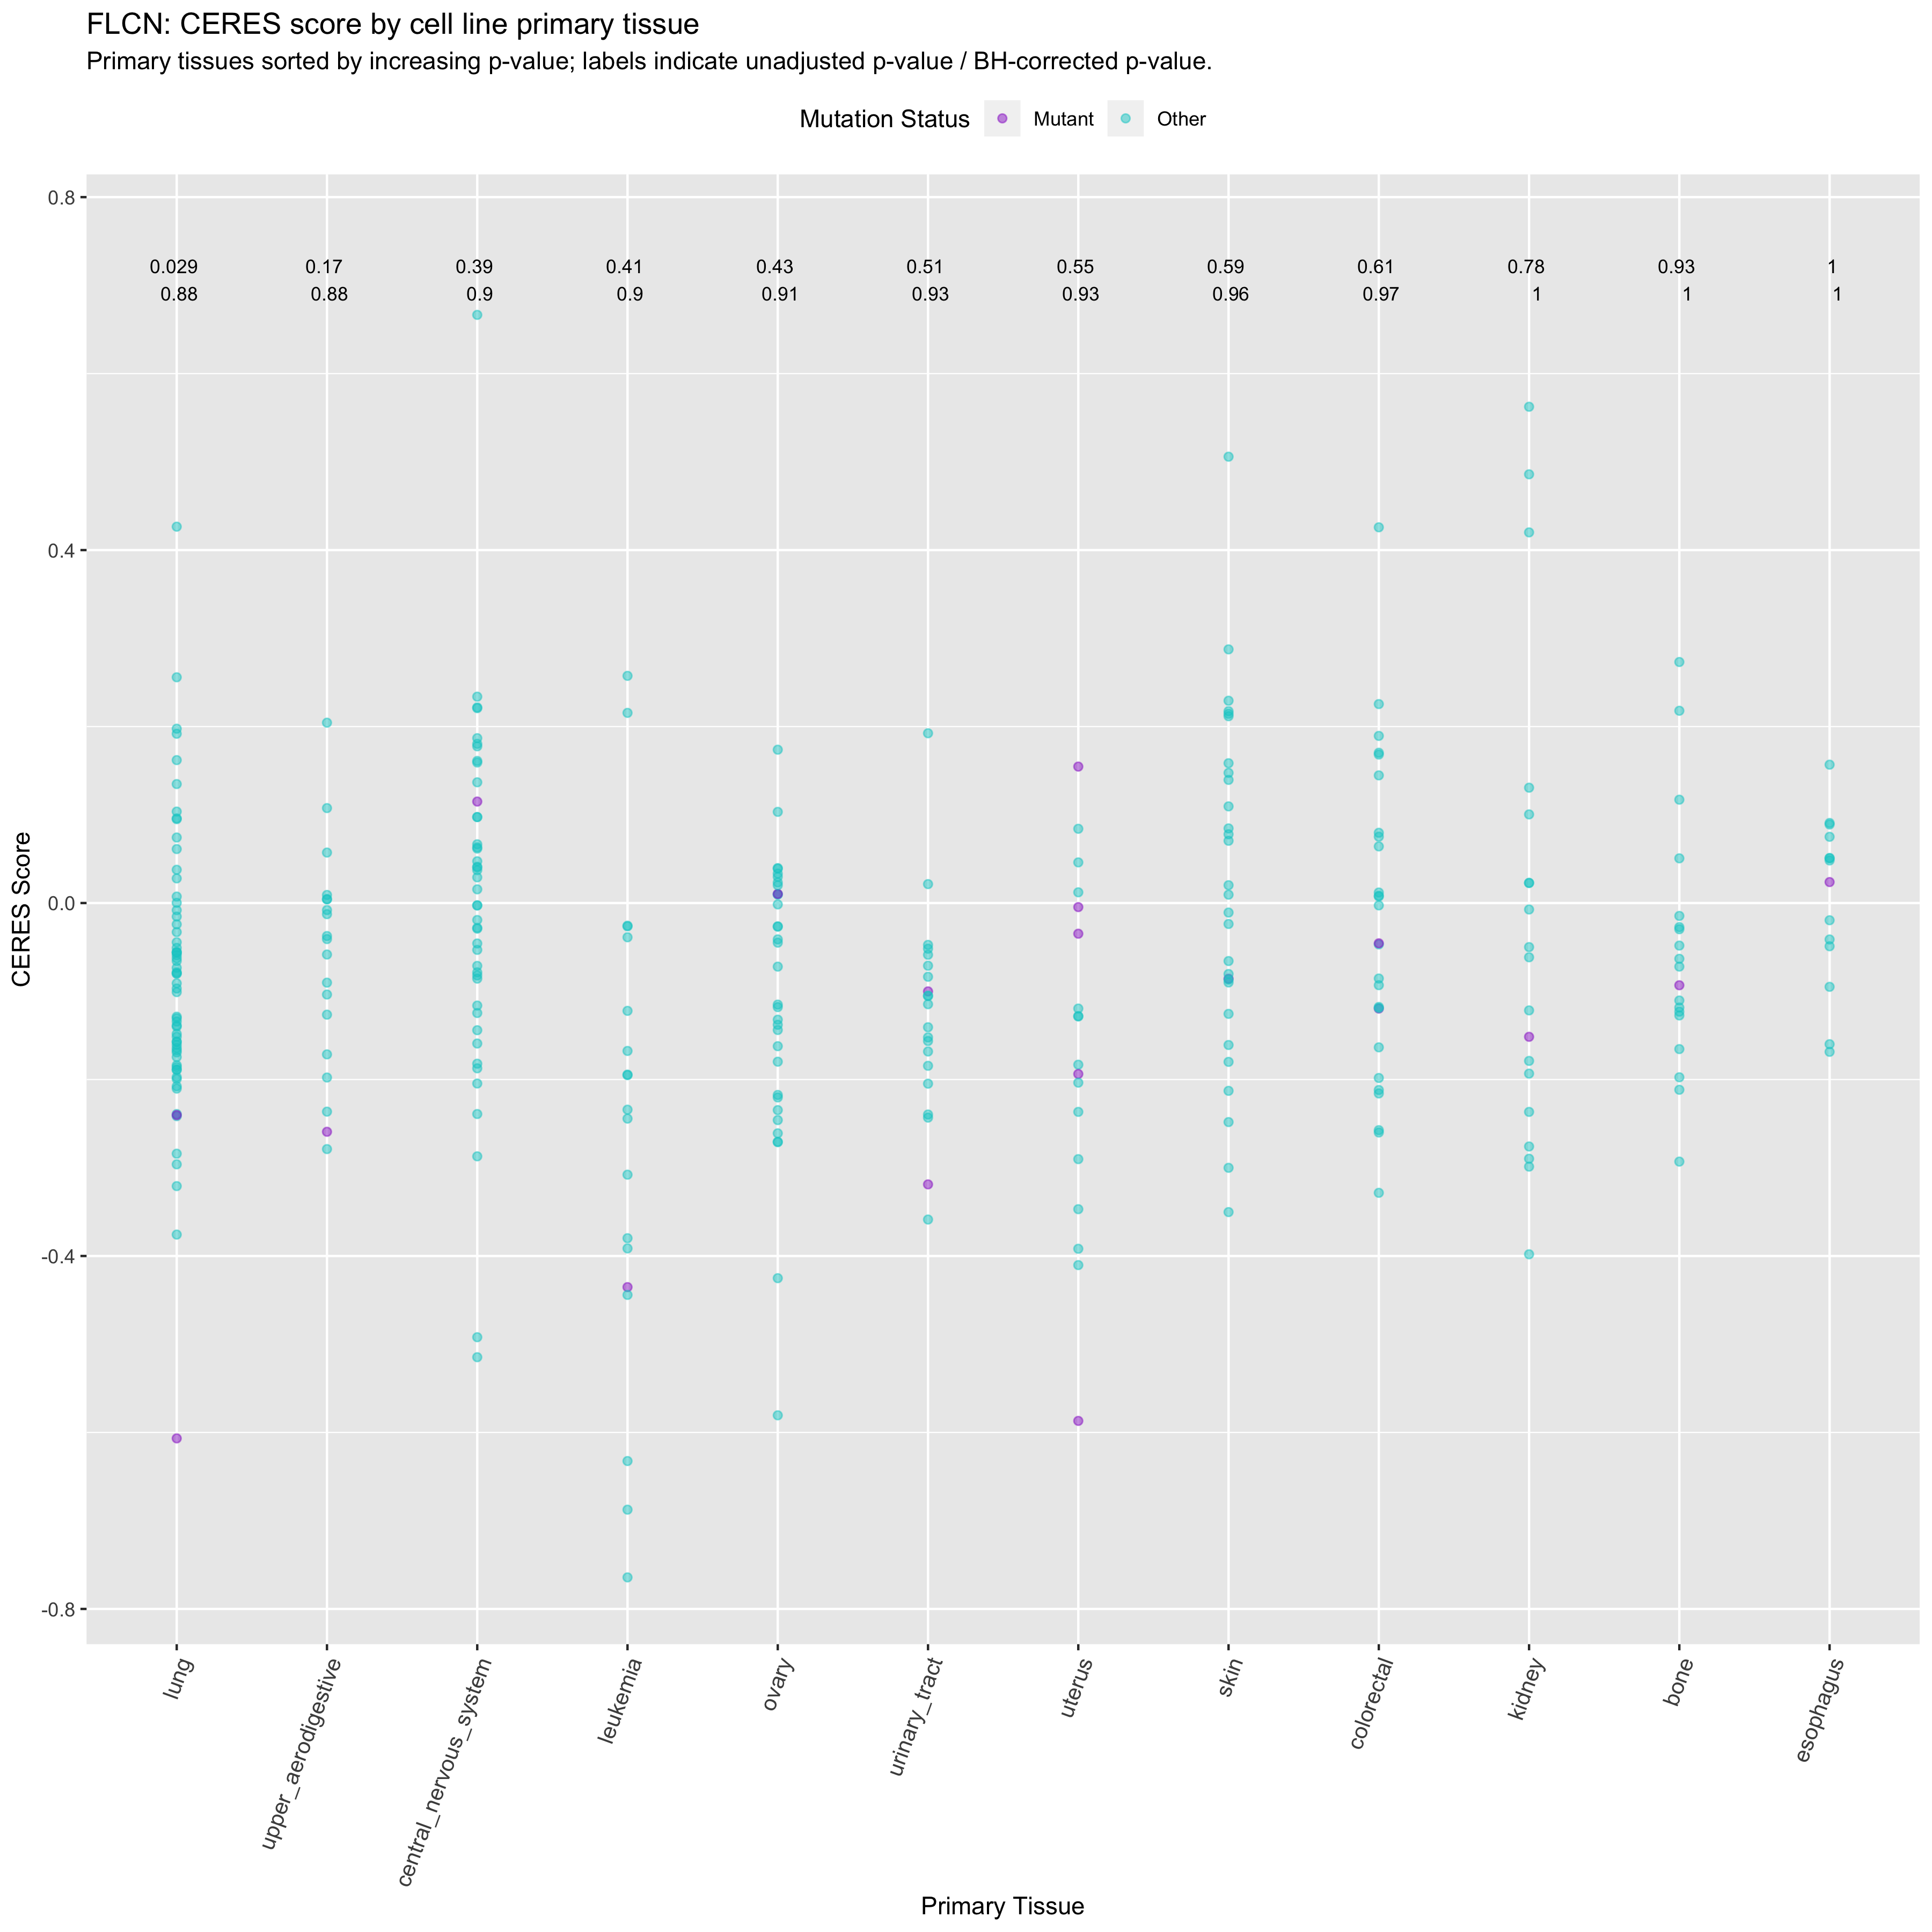 FLCN: CERES score by cell line primary tissue
Primary tissues sorted by increasing p-value; labels indicate unadjusted p-value / BH-corrected p-value.
Mutation Status Mutant Other
0.8
0.029 0.17 0.39 0.41 0.43 0.51 0.55 0.59 0.61 0.78 0.93 1
0.88 0.88 0.9 0.9 0.91 0.93 0.93 0.96 0.97 1 1 1
0.4
0.0
-0.4
-0.8
CERES Score
lung
upper_aerodigestive
central_nervous_system
leukemia
ovary
urinary_tract
uterus
skin
colorectal
kidney
bone
esophagus
Primary Tissue